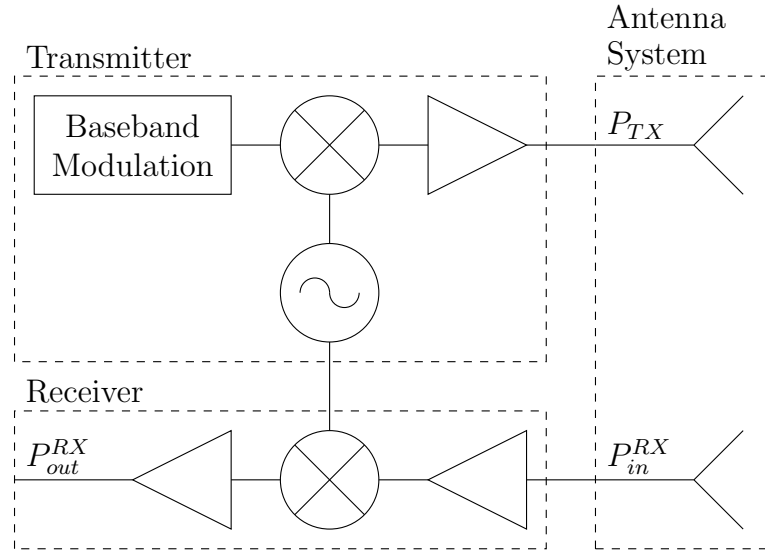 Antenna
System
Transmitter
Baseband
Modulation
P_{TX}
Receiver
P_{out}^{RX}
P_{in}^{RX}